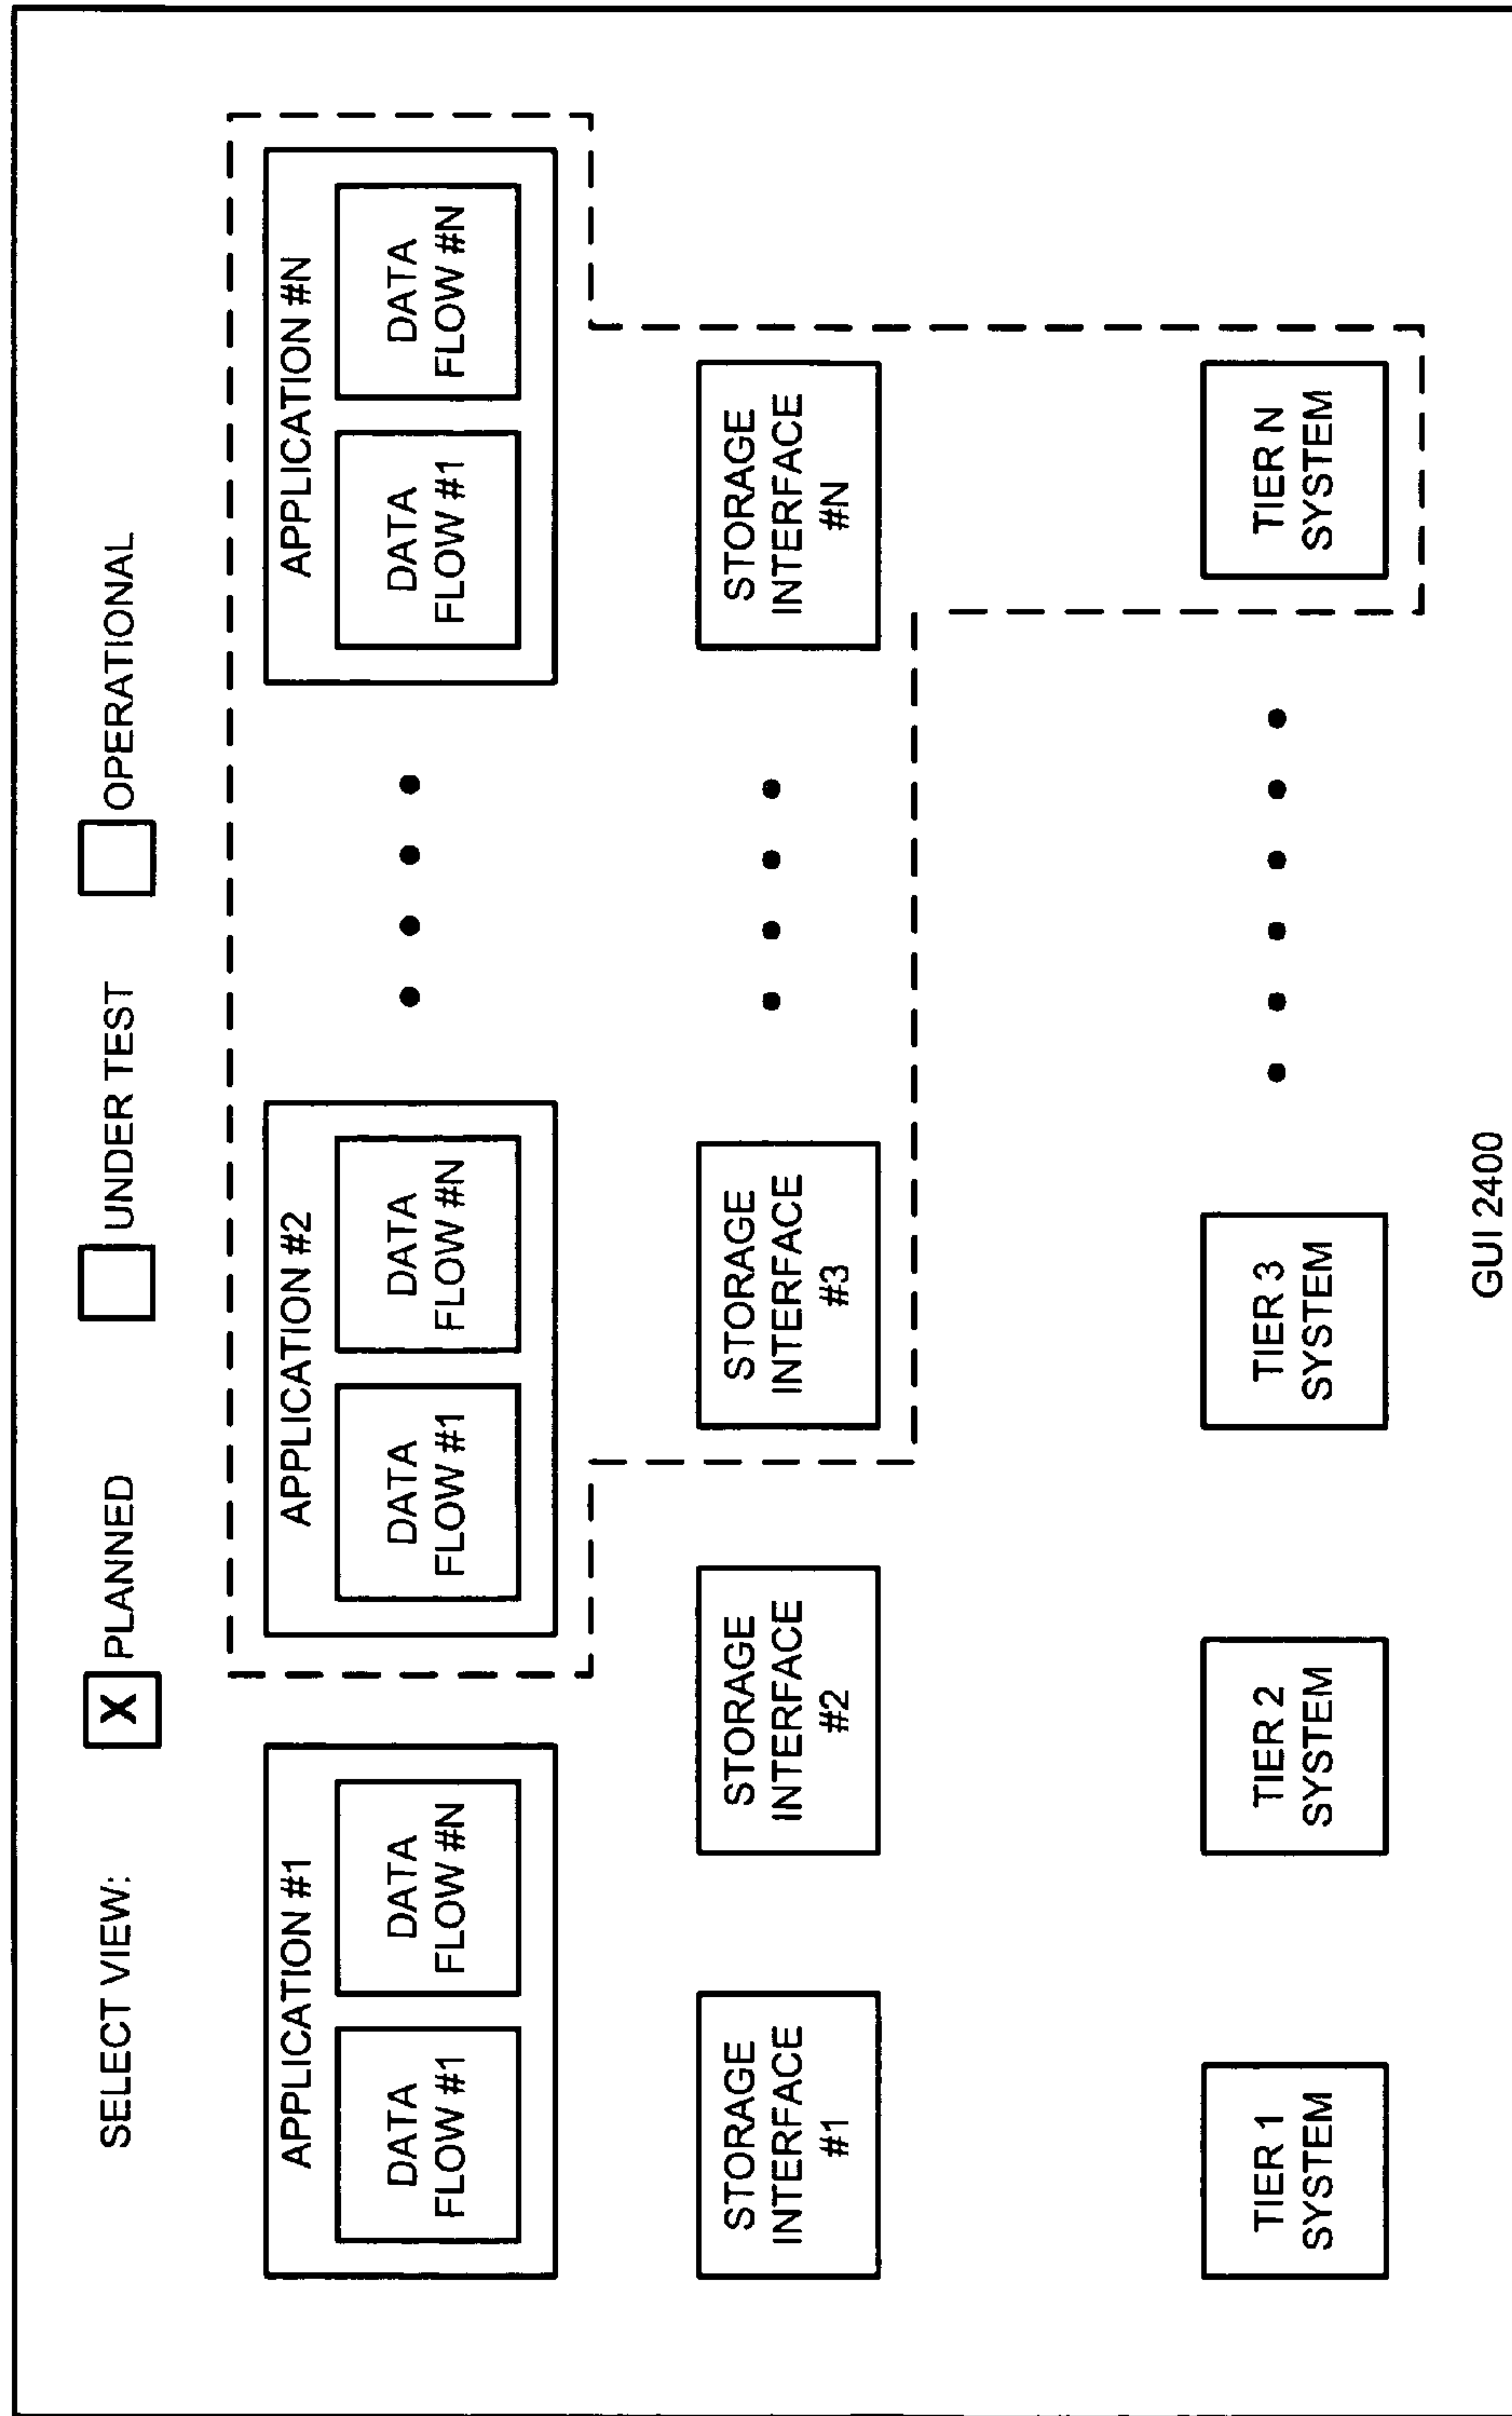 SELECT VIEW:
X PLANNED
UNDER TEST
OPERATIONAL
APPLICATION #1
DATA
FLOW #1
DATA
FLOW #N
APPLICATION #2
DATA
FLOW #1
DATA
FLOW #N
APPLICATION #N
DATA
FLOW #1
DATA
FLOW #N
STORAGE
INTERFACE
#1
STORAGE
INTERFACE
#2
STORAGE
INTERFACE
#3
STORAGE
INTERFACE
#N
TIER 1
SYSTEM
TIER 2
SYSTEM
TIER 3
SYSTEM
TIER N
SYSTEM
GUI 2400